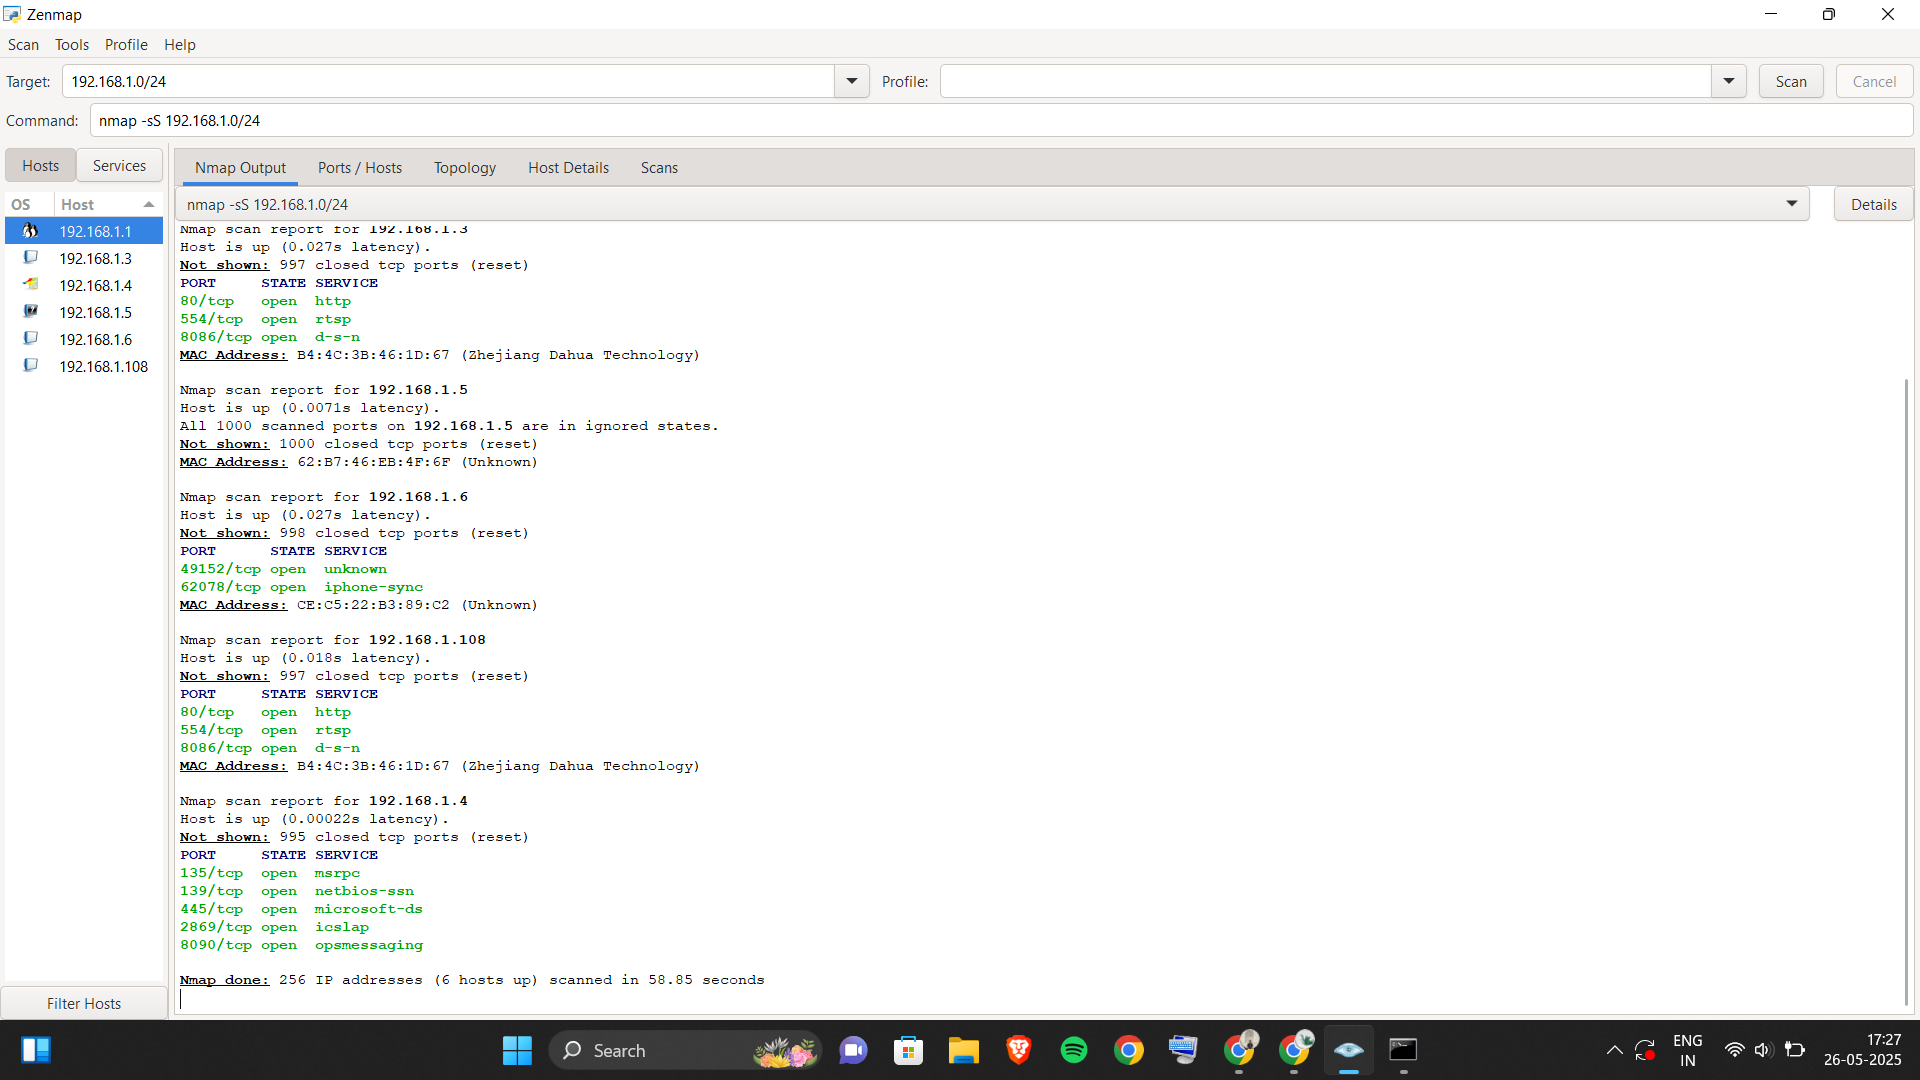 Zenmap
Scan Tools Profile Help
Target: 192.168.1.0/24 Profile: Scan Cancel
Command: nmap -sS 192.168.1.0/24
Hosts Services
Nmap Output Ports / Hosts Topology Host Details Scans
OS Host
nmap -sS 192.168.1.0/24 Details
192.168.1.1
192.168.1.3
192.168.1.4
192.168.1.5
192.168.1.6
192.168.1.108
Nmap scan report for 192.168.1.3
Host is up (0.027s latency).
Not shown: 997 closed tcp ports (reset)
PORT STATE SERVICE
80/tcp open http
554/tcp open rtsp
8086/tcp open d-s-n
MAC Address: B4:4C:3B:46:1D:67 (Zhejiang Dahua Technology)
Nmap scan report for 192.168.1.5
Host is up (0.0071s latency).
All 1000 scanned ports on 192.168.1.5 are in ignored states.
Not shown: 1000 closed tcp ports (reset)
MAC Address: 62:B7:46:EB:4F:6F (Unknown)
Nmap scan report for 192.168.1.6
Host is up (0.027s latency).
Not shown: 998 closed tcp ports (reset)
PORT STATE SERVICE
49152/tcp open unknown
62078/tcp open iphone-sync
MAC Address: CE:C5:22:B3:89:C2 (Unknown)
Nmap scan report for 192.168.1.108
Host is up (0.018s latency).
Not shown: 997 closed tcp ports (reset)
PORT STATE SERVICE
80/tcp open http
554/tcp open rtsp
8086/tcp open d-s-n
MAC Address: B4:4C:3B:46:1D:67 (Zhejiang Dahua Technology)
Nmap scan report for 192.168.1.4
Host is up (0.00022s latency).
Not shown: 995 closed tcp ports (reset)
PORT STATE SERVICE
135/tcp open msrpc
139/tcp open netbios-ssn
445/tcp open microsoft-ds
2869/tcp open icslap
8090/tcp open opsmessaging
Nmap done: 256 IP addresses (6 hosts up) scanned in 58.85 seconds
Filter Hosts
Search
ENG
IN
17:27
26-05-2025